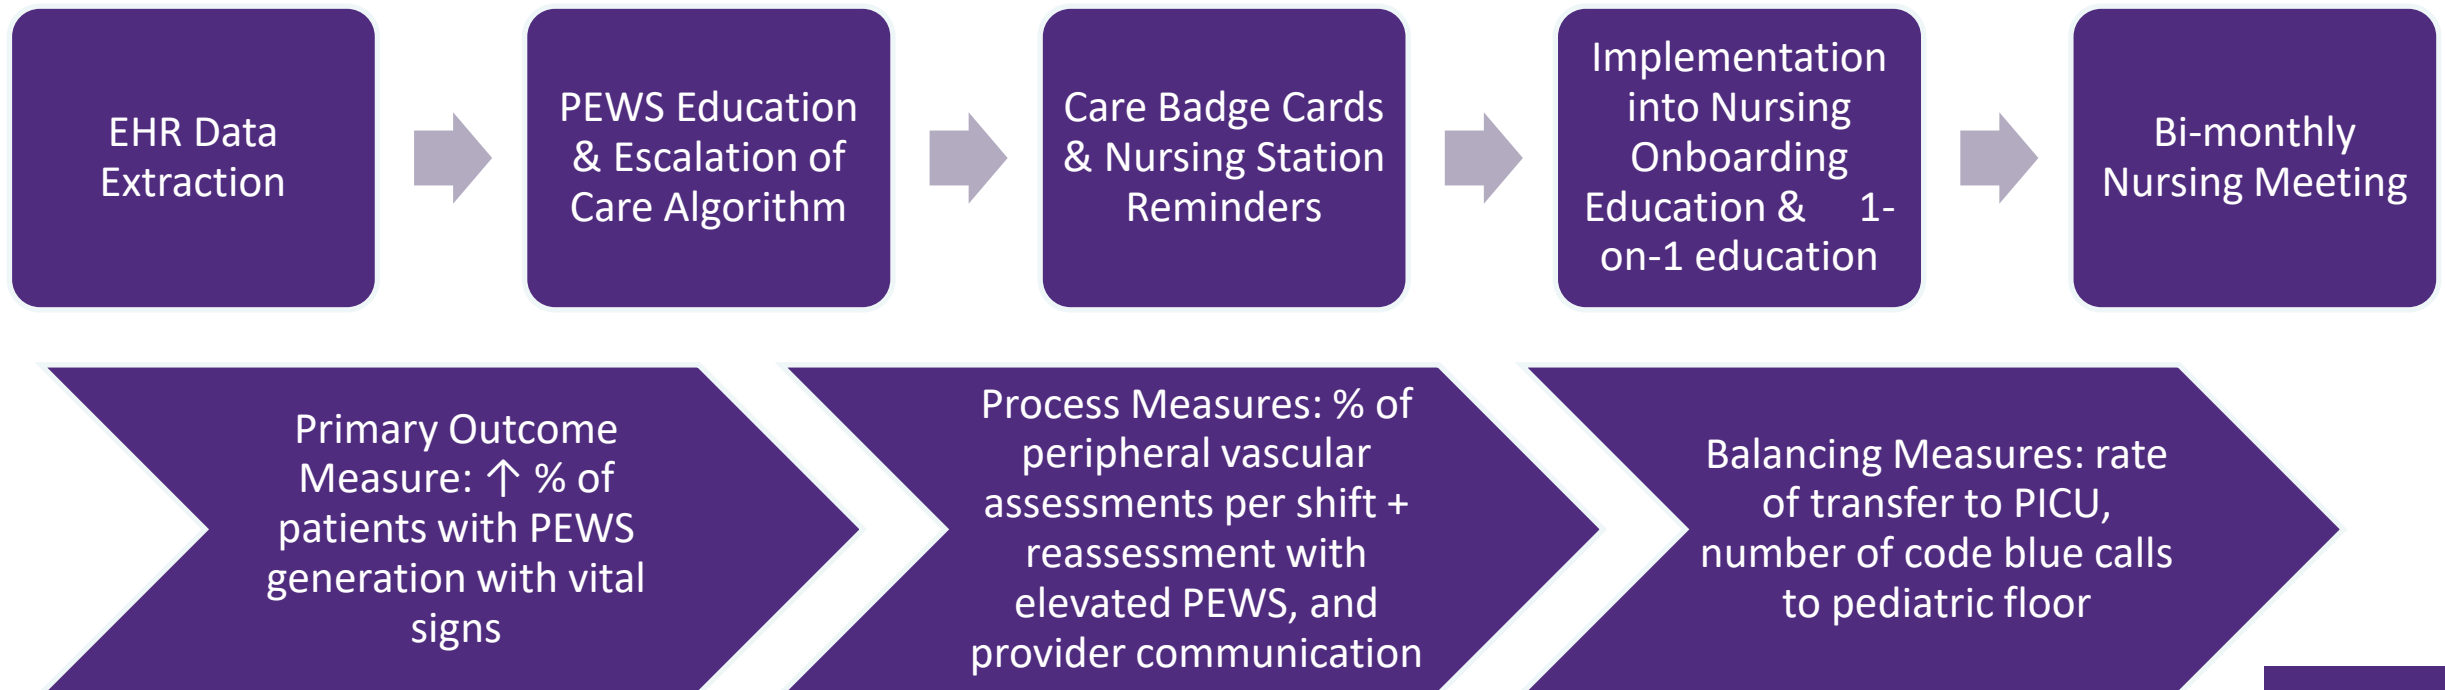 EHR Data
Extraction
PEWS Education
& Escalation of
Care Algorithm
Care Badge Cards
& Nursing Station
Reminders
Implementation
into Nursing
Onboarding
Education & 1-
on-1 education
Bi-monthly
Nursing Meeting
Primary Outcome
Measure: ↑ % of
patients with PEWS
generation with vital
signs
Process Measures: % of
peripheral vascular
assessments per shift +
reassessment with
elevated PEWS, and
provider communication
Balancing Measures: rate
of transfer to PICU,
number of code blue calls
to pediatric floor